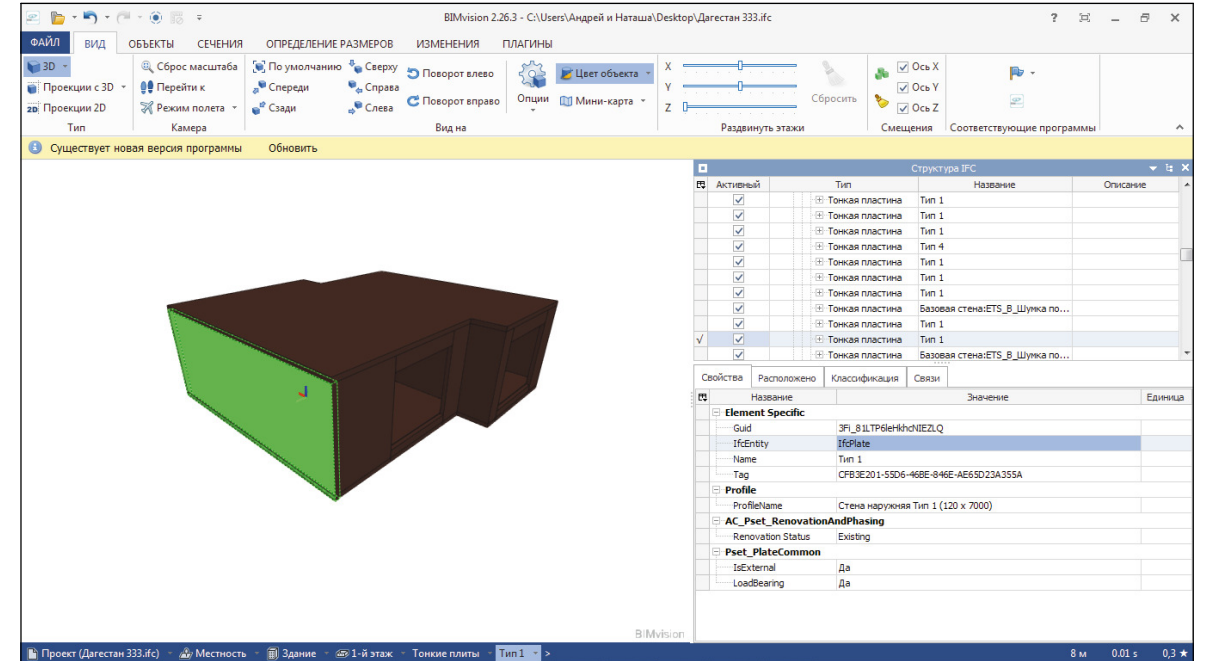 BIMvision 2.26.3 - C:\Users\Андрей и Наташа\Desktop\Дагестан 333.ifc
ФАЙЛ ВИД ОБЪЕКТЫ СЕЧЕНИЯ ОПРЕДЕЛЕНИЕ РАЗМЕРОВ ИЗМЕНЕНИЯ ПЛАГИНЫ
3D
Проекции с 3D
2D Проекции 2D
Тип
Сброс масштаба
Перейти к
Режим полета
Камера
По умолчанию
Спереди
Сзади
Сверху
Справа
Слева
Поворот влево
Поворот вправо
Вид на
Опции
Цвет объекта
Мини-карта
X
Y
Z
Сбросить
Раздвинуть этажи
Ось X
Ось Y
Ось Z
Смещения
Соответствующие программы
Существует новая версия программы Обновить
Структура IFC
Активный Тип Название Описание
Тонкая пластина Тип 1
Тонкая пластина Тип 1
Тонкая пластина Тип 1
Тонкая пластина Тип 4
Тонкая пластина Тип 1
Тонкая пластина Тип 1
Тонкая пластина Тип 1
Тонкая пластина Базовая стена:ETS_В_Шумка по...
Тонкая пластина Тип 1
Тонкая пластина Тип 1
Тонкая пластина Базовая стена:ETS_В_Шумка по...
Свойства Расположено Классификация Связи
Название Значение Единица
Element Specific
Guid 3Fi_81LTP6leHkhcNIEZLQ
IfcEntity IfcPlate
Name Тип 1
Tag CFB3E201-55D6-46BE-846E-AE65D23A355A
Profile
ProfileName Стена наружняя Тип 1 (120 x 7000)
AC_Pset_RenovationAndPhasing
Renovation Status Existing
Pset_PlateCommon
IsExternal Да
LoadBearing Да
BIMvision
Проект (Дагестан 333.ifc) Местность Здание 1-й этаж Тонкие плиты Тип 1 > 8 м 0.01 s 0,3 ★